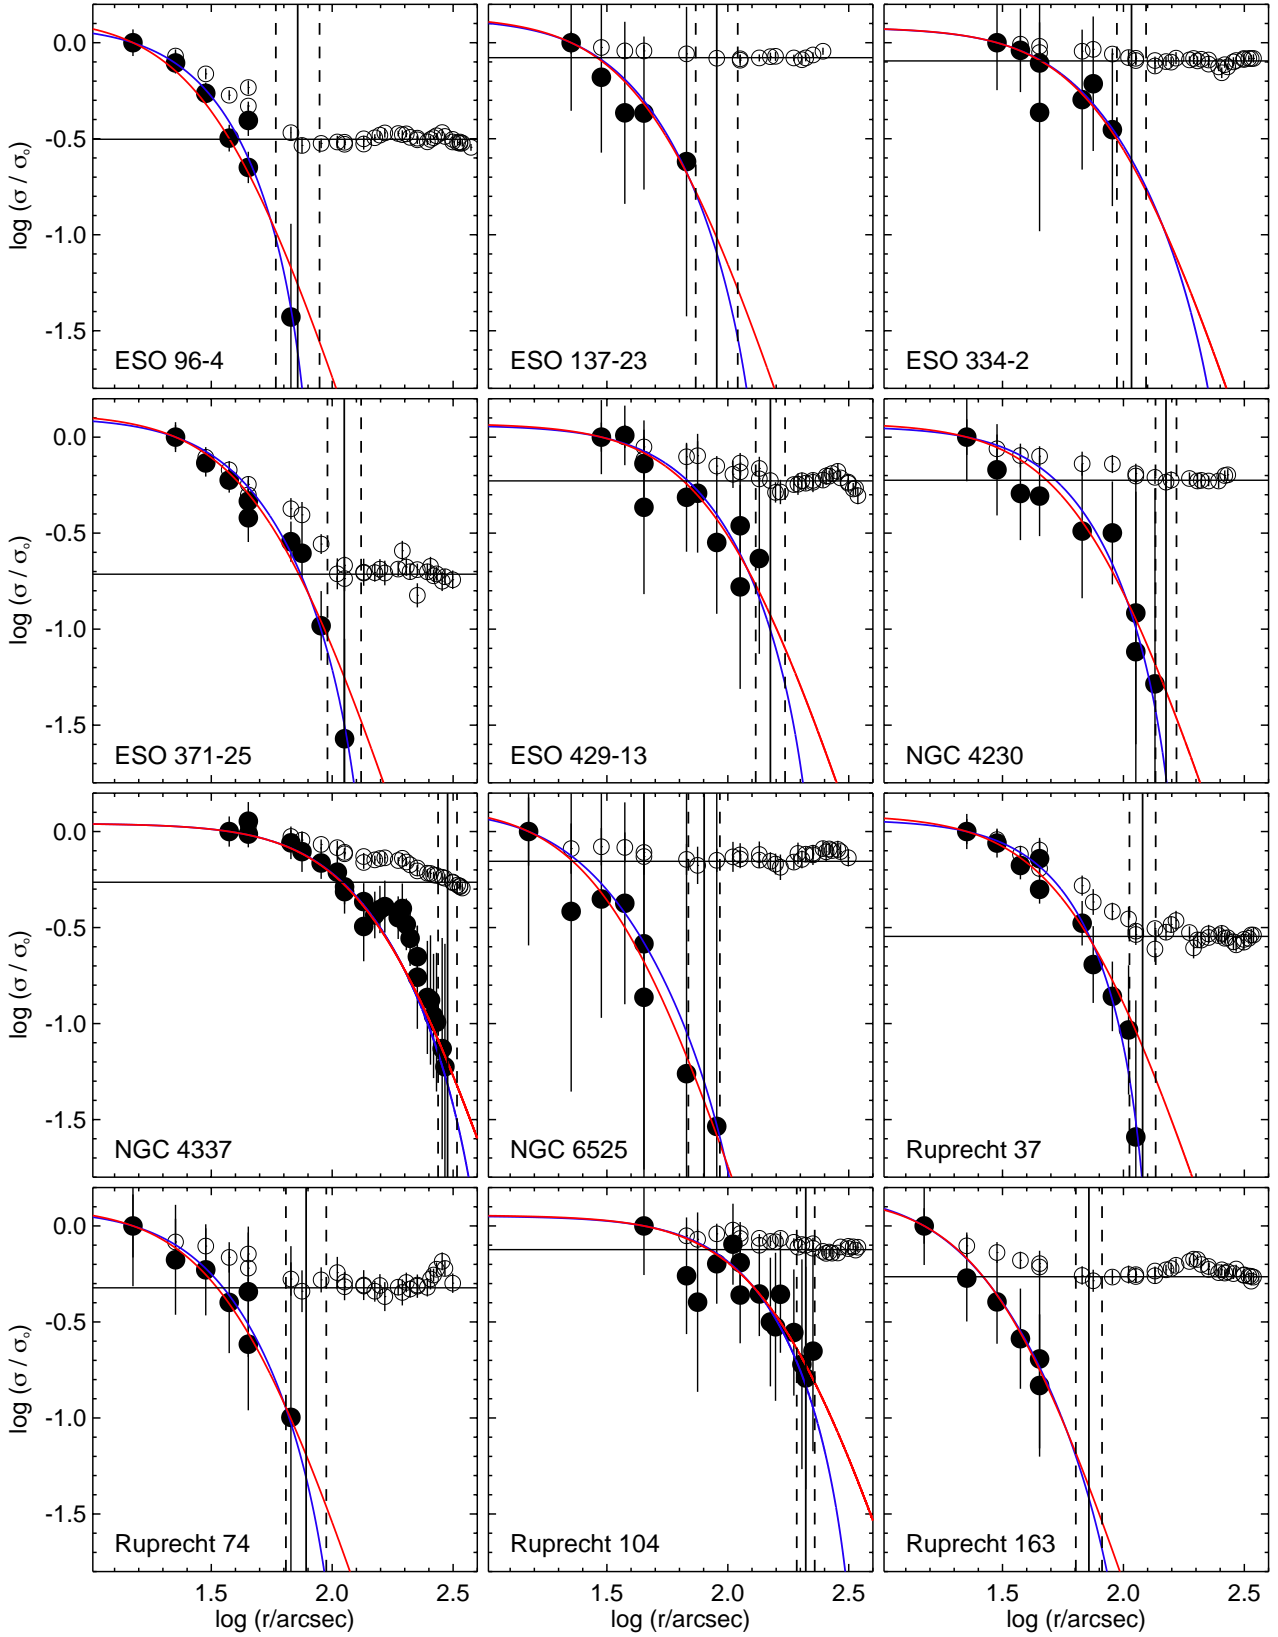 0.0
-0.5
-1.0
-1.5
log (σ / σ₀)
ESO 96-4
ESO 137-23
ESO 334-2
0.0
-0.5
-1.0
-1.5
log (σ / σ₀)
ESO 371-25
ESO 429-13
NGC 4230
0.0
-0.5
-1.0
-1.5
log (σ / σ₀)
NGC 4337
NGC 6525
Ruprecht 37
0.0
-0.5
-1.0
-1.5
log (σ / σ₀)
Ruprecht 74
Ruprecht 104
Ruprecht 163
1.5 2.0 2.5
1.5 2.0 2.5
1.5 2.0 2.5
log (r/arcsec)
log (r/arcsec)
log (r/arcsec)